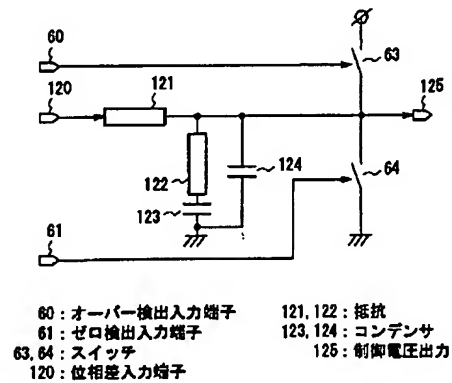 60
63
120
121
125
122
124
64
123
61
60：オーバー検出入力端子
61：ゼロ検出入力端子
63,64：スイッチ
120：位相差入力端子
121,122：抵抗
123,124：コンデンサ
125：制御電圧出力